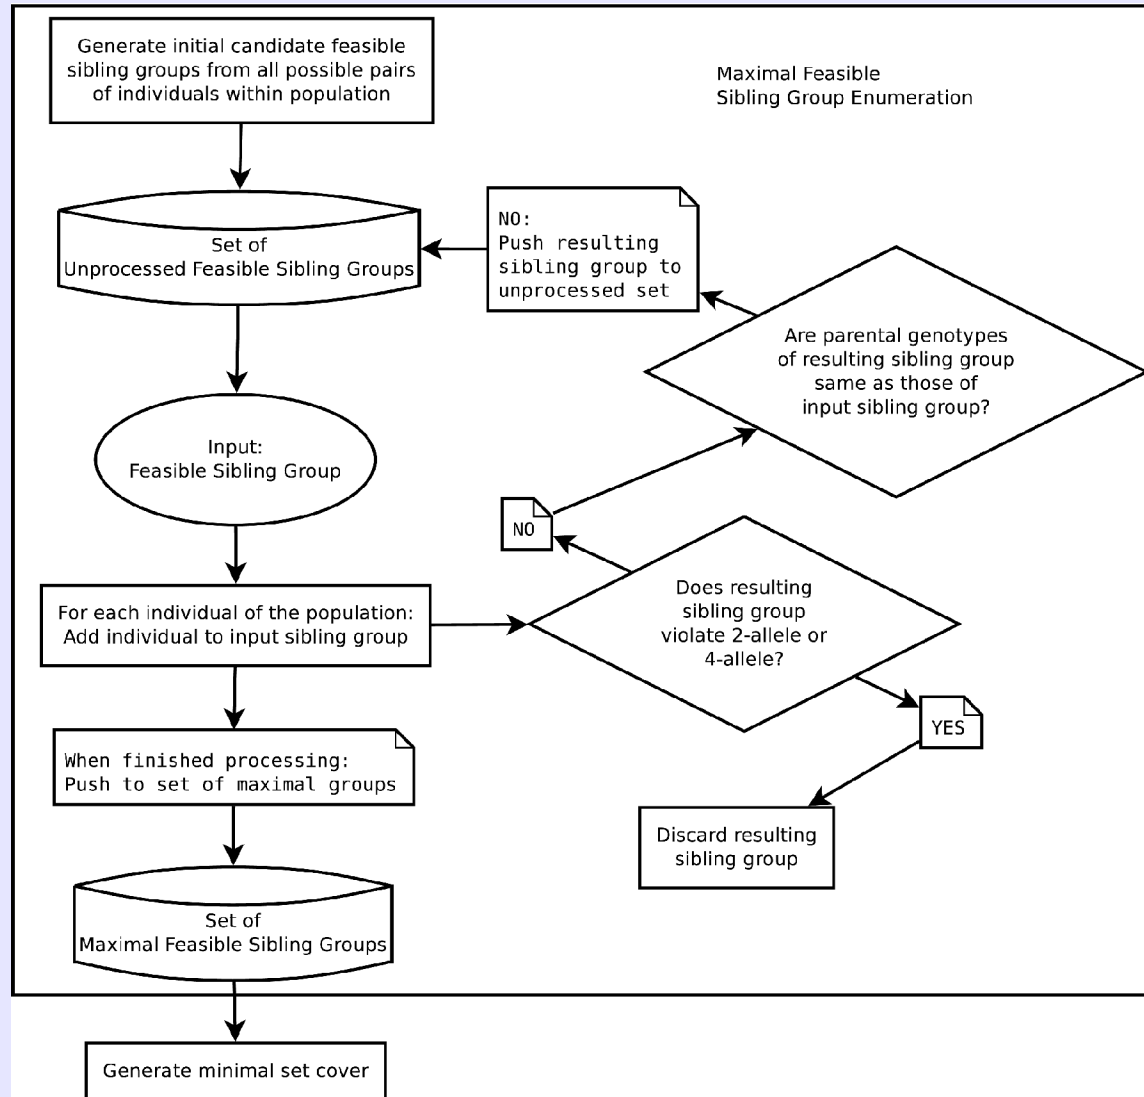 Generate initial candidate feasible
sibling groups from all possible pairs
of individuals within population
Maximal Feasible
Sibling Group Enumeration
Set of
Unprocessed Feasible Sibling Groups
NO:
Push resulting
sibling group to
unprocessed set
Are parental genotypes
of resulting sibling group
same as those of
input sibling group?
Input:
Feasible Sibling Group
NO
For each individual of the population:
Add individual to input sibling group
Does resulting
sibling group
violate 2-allele or
4-allele?
YES
When finished processing:
Push to set of maximal groups
Discard resulting
sibling group
Set of
Maximal Feasible Sibling Groups
Generate minimal set cover